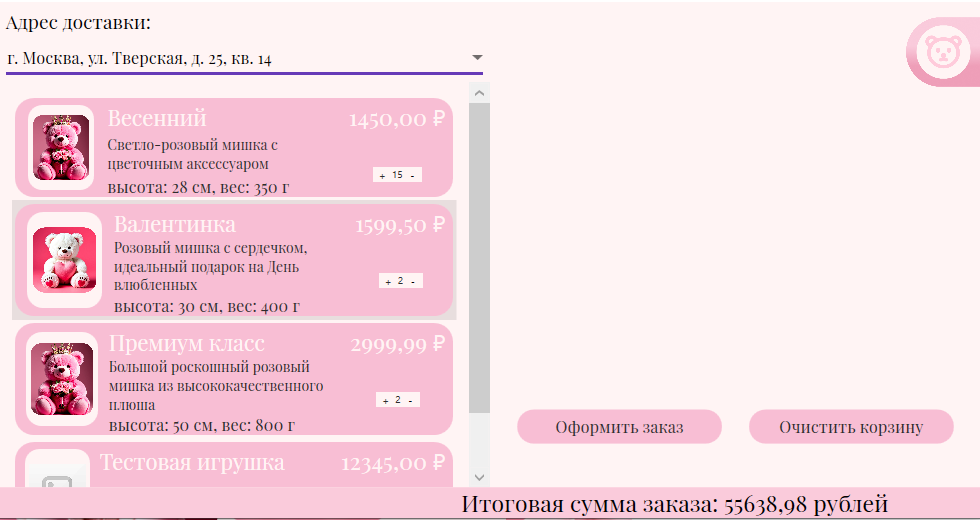 Адрес доставки:
г. Москва, ул. Тверская, д. 25, кв. 14
Весенний 1450,00 ₽
Светло-розовый мишка с
цветочным аксессуаром
+ 15 -
высота: 28 см, вес: 350 г
Валентинка 1599,50 ₽
Розовый мишка с сердечком,
идеальный подарок на День
влюбленных
+ 2 -
высота: 30 см, вес: 400 г
Премиум класс 2999,99 ₽
Большой роскошный розовый
мишка из высококачественного
плюша
+ 2 -
высота: 50 см, вес: 800 г
Тестовая игрушка 12345,00 ₽
Оформить заказ Очистить корзину
Итоговая сумма заказа: 55638,98 рублей